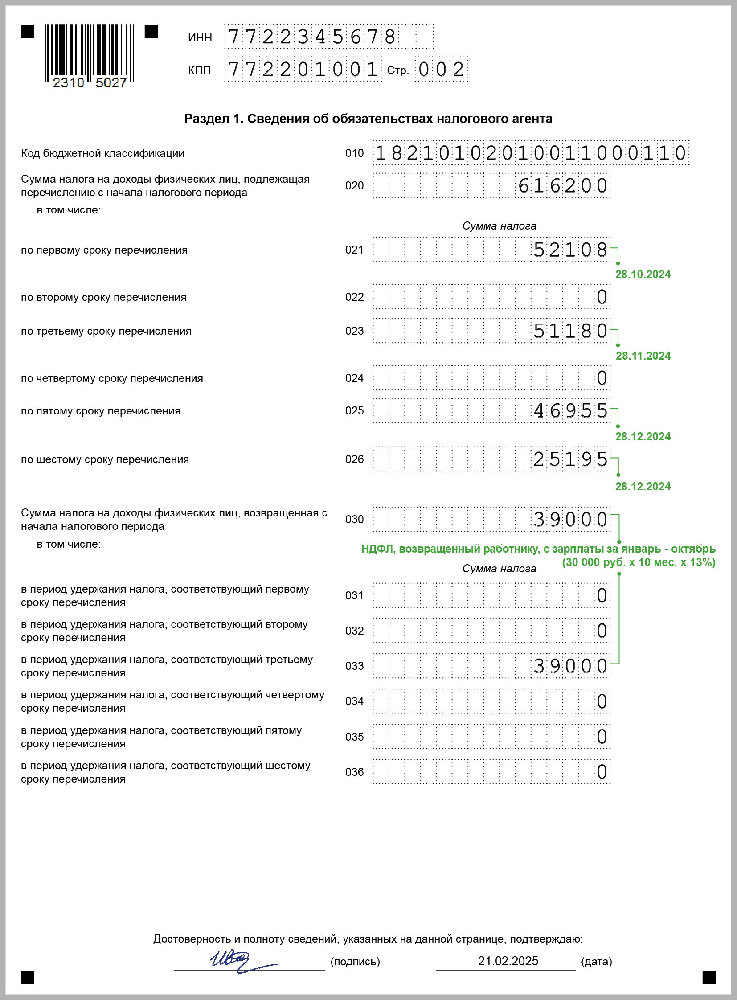 ИНН 7722345678
КПП 772201001 Стр. 002
2310 5027
Раздел 1. Сведения об обязательствах налогового агента
Код бюджетной классификации 010 18210102010011000110
Сумма налога на доходы физических лиц, подлежащая
перечислению с начала налогового периода 020 616200
в том числе:
Сумма налога
по первому сроку перечисления 021 52108
28.10.2024
по второму сроку перечисления 022 0
по третьему сроку перечисления 023 51180
28.11.2024
по четвертому сроку перечисления 024 0
по пятому сроку перечисления 025 46955
28.12.2024
по шестому сроку перечисления 026 25195
28.12.2024
Сумма налога на доходы физических лиц, возвращенная с
начала налогового периода 030 39000
в том числе:
НДФЛ, возвращенный работнику, с зарплаты за январь - октябрь
(30 000 руб. х 10 мес. х 13%)
Сумма налога
в период удержания налога, соответствующий первому
сроку перечисления 031 0
в период удержания налога, соответствующий второму
сроку перечисления 032 0
в период удержания налога, соответствующий третьему
сроку перечисления 033 39000
в период удержания налога, соответствующий четвертому
сроку перечисления 034 0
в период удержания налога, соответствующий пятому
сроку перечисления 035 0
в период удержания налога, соответствующий шестому
сроку перечисления 036 0
Достоверность и полноту сведений, указанных на данной странице, подтверждаю:
(подпись) 21.02.2025 (дата)